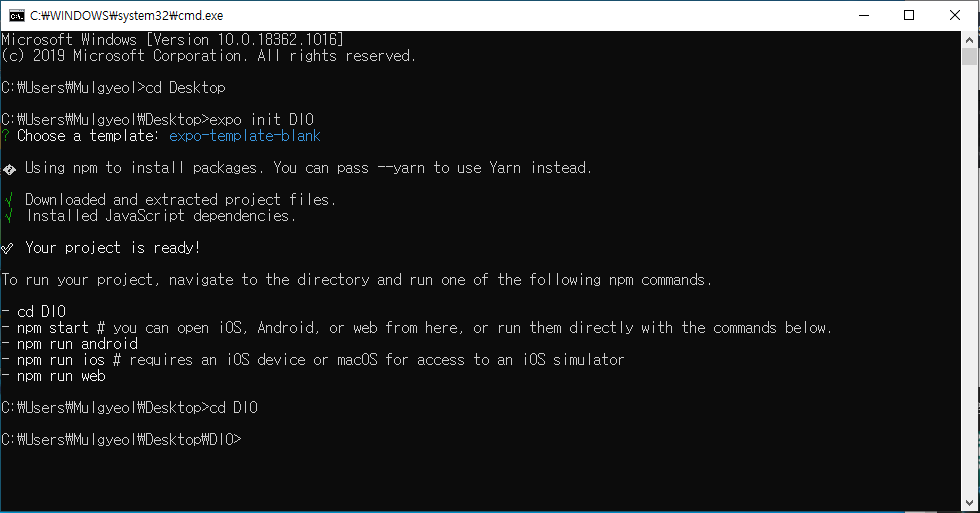 C:₩WINDOWS₩system32₩cmd.exe
Microsoft Windows [Version 10.0.18362.1016]
(c) 2019 Microsoft Corporation. All rights reserved.
C:₩Users₩Mulgyeol>cd Desktop
C:₩Users₩Mulgyeol₩Desktop>expo init DIO
? Choose a template: expo-template-blank
� Using npm to install packages. You can pass --yarn to use Yarn instead.
√ Downloaded and extracted project files.
√ Installed JavaScript dependencies.
✅ Your project is ready!
To run your project, navigate to the directory and run one of the following npm commands.
- cd DIO
- npm start # you can open iOS, Android, or web from here, or run them directly with the commands below.
- npm run android
- npm run ios # requires an iOS device or macOS for access to an iOS simulator
- npm run web
C:₩Users₩Mulgyeol₩Desktop>cd DIO
C:₩Users₩Mulgyeol₩Desktop₩DIO>